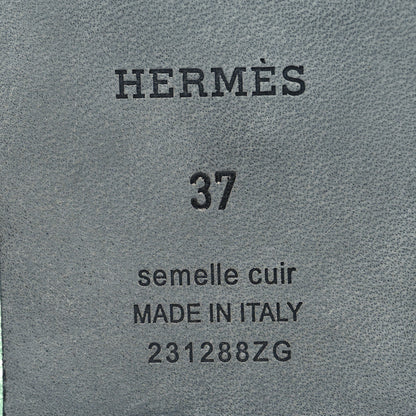 HERMÈS
37
semelle cuir
MADE IN ITALY
231288ZG